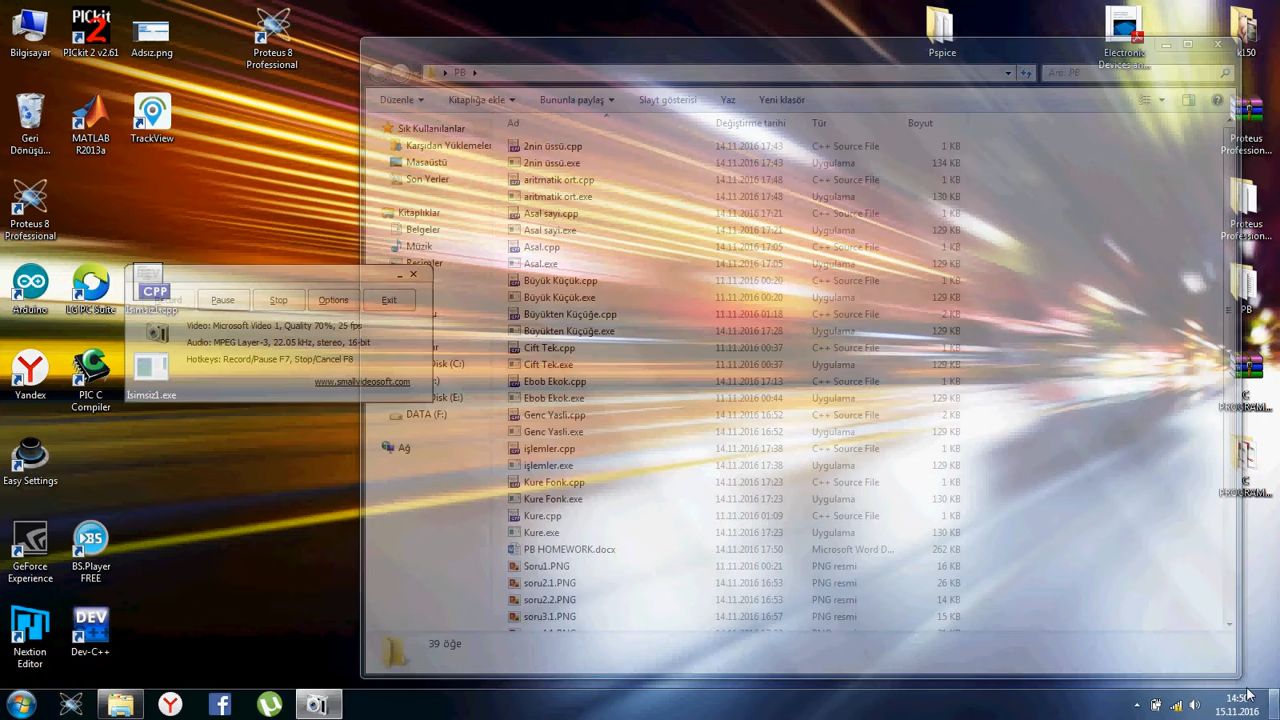 Bilgisayar
PICkit 2 v2.61
Adsız.png
Proteus 8
Professional
Geri
Dönüşü...
MATLAB
R2013a
TrackView
Proteus 8
Professional
Arduino
LG PC Suite
CPP
Isimsiz1.cpp
Yandex
PIC C
Compiler
Isimsiz1.exe
Easy Settings
GeForce
Experience
BS.Player
FREE
Nextion
Editor
DEV
Dev-C++
Pspice
Electronic
Devices an...
k150
Proteus
Profession...
Proteus
Profession...
PB
C
PROGRAM...
C
PROGRAM...
Record
Pause
Stop
Options
Exit
Video: Microsoft Video 1, Quality 70%, 25 fps
Audio: MPEG Layer-3, 22.05 kHz, stereo, 16-bit
Hotkeys: Record/Pause F7, Stop/Cancel F8
www.smallvideosoft.com
PB
Ara: PB
Düzenle
Kitaplığa ekle
Bununla paylaş
Slayt gösterisi
Yaz
Yeni klasör
Sık Kullanılanlar
Karşıdan Yüklemeler
Masaüstü
Son Yerler
Kitaplıklar
Belgeler
Müzik
Resimler
Disk (C:)
Disk (E:)
DATA (F:)
Ağ
Ad Değiştirme tarihi Tür Boyut
2nin üssü.cpp 14.11.2016 17:43 C++ Source File 1 KB
2nin üssü.exe 14.11.2016 17:43 Uygulama 134 KB
aritmatik ort.cpp 14.11.2016 17:48 C++ Source File 1 KB
aritmatik ort.exe 14.11.2016 17:48 Uygulama 130 KB
Asal sayı.cpp 14.11.2016 17:21 C++ Source File 1 KB
Asal sayı.exe 14.11.2016 17:21 Uygulama 129 KB
Asal.cpp 14.11.2016 17:05 C++ Source File 1 KB
Asal.exe 14.11.2016 17:05 Uygulama 129 KB
Büyük Küçük.cpp 11.11.2016 00:20 C++ Source File 1 KB
Büyük Küçük.exe 11.11.2016 00:20 Uygulama 129 KB
Büyükten Küçüğe.cpp 11.11.2016 01:18 C++ Source File 2 KB
Büyükten Küçüğe.exe 14.11.2016 17:28 Uygulama 129 KB
Cift Tek.cpp 11.11.2016 00:37 C++ Source File 1 KB
Cift Tek.exe 11.11.2016 00:37 Uygulama 129 KB
Ebob Ekok.cpp 14.11.2016 17:13 C++ Source File 1 KB
Ebob Ekok.exe 11.11.2016 00:44 Uygulama 129 KB
Genc Yasli.cpp 14.11.2016 16:52 C++ Source File 2 KB
Genc Yasli.exe 14.11.2016 16:52 Uygulama 129 KB
işlemler.cpp 14.11.2016 17:38 C++ Source File 1 KB
işlemler.exe 14.11.2016 17:38 Uygulama 129 KB
Kure Fonk.cpp 14.11.2016 17:23 C++ Source File 1 KB
Kure Fonk.exe 14.11.2016 17:23 Uygulama 130 KB
Kure.cpp 11.11.2016 01:09 C++ Source File 1 KB
Kure.exe 14.11.2016 17:22 Uygulama 130 KB
PB HOMEWORK.docx 14.11.2016 17:50 Microsoft Word D... 262 KB
Soru1.PNG 11.11.2016 00:21 PNG resmi 16 KB
soru2.1.PNG 14.11.2016 16:53 PNG resmi 26 KB
soru2.2.PNG 14.11.2016 16:53 PNG resmi 14 KB
soru3.1.PNG 14.11.2016 16:57 PNG resmi 15 KB
39 öğe
14:50
15.11.2016